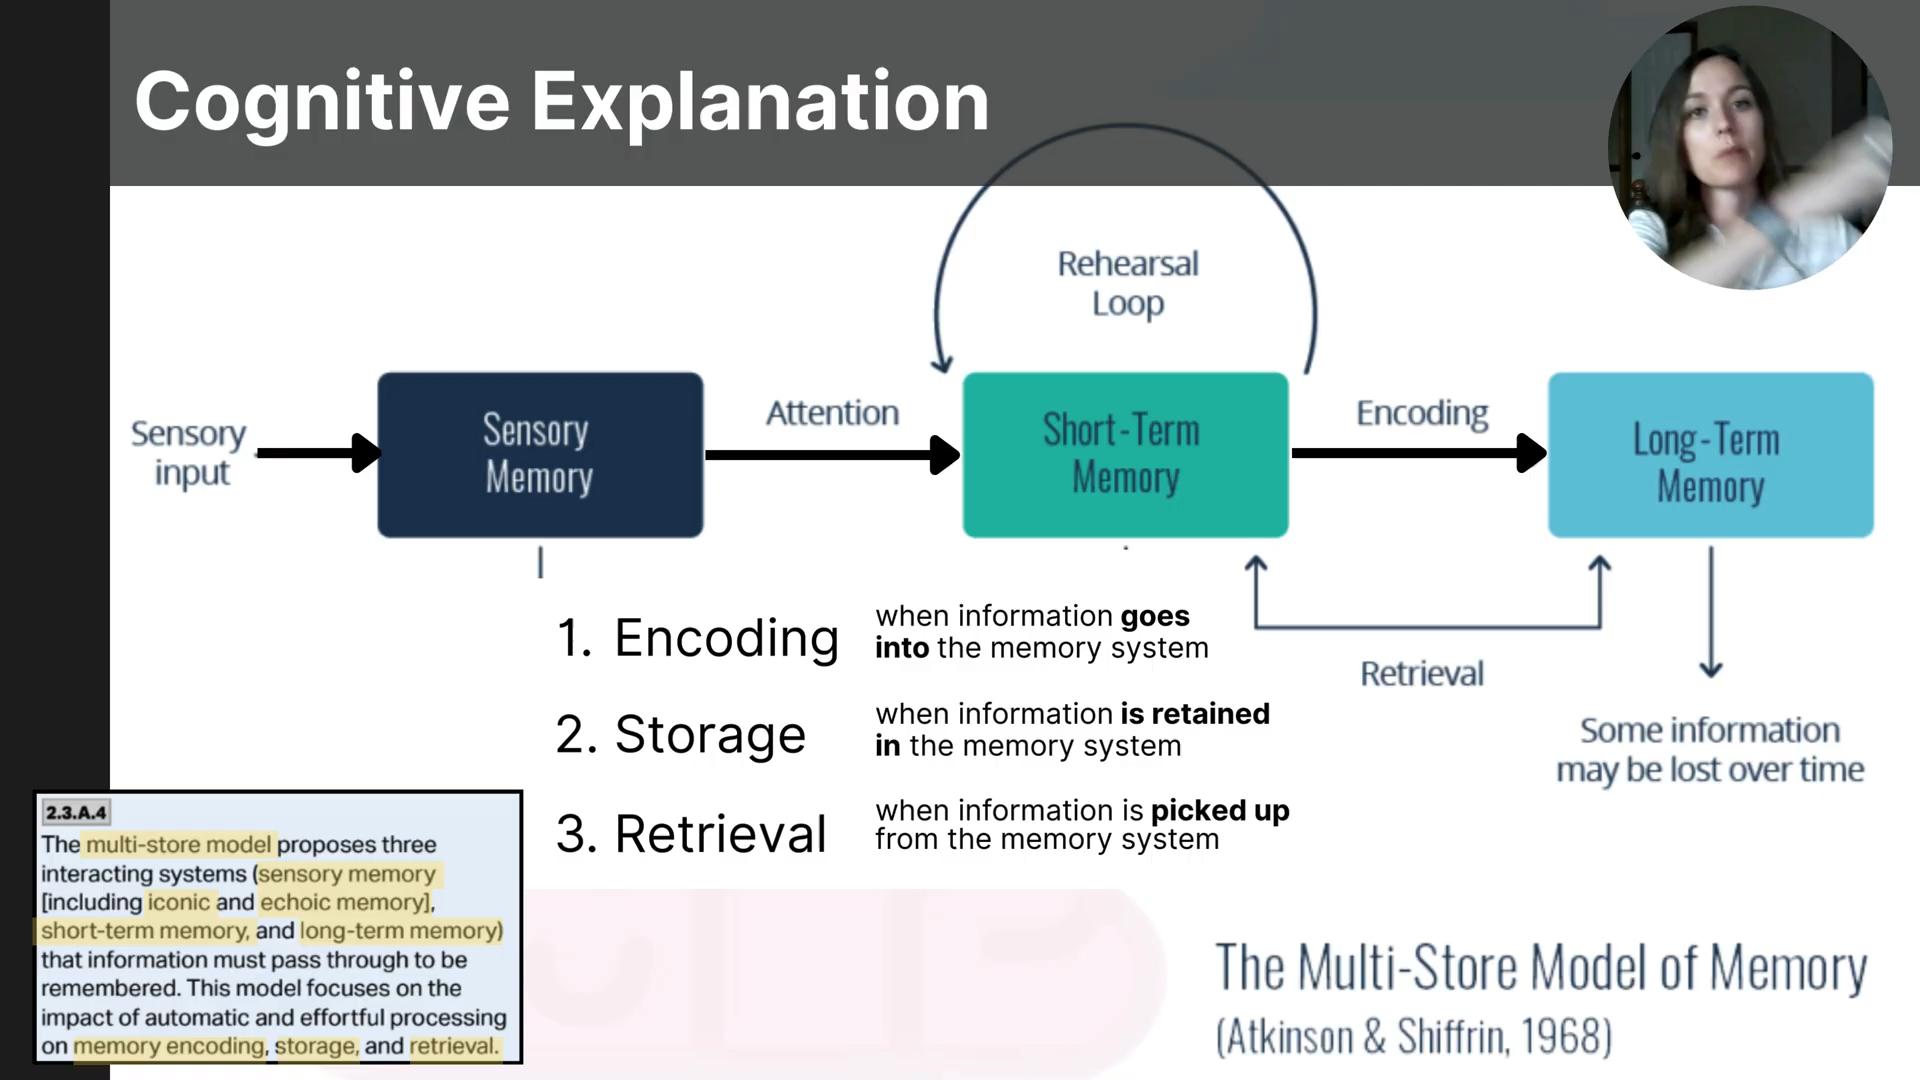 Cognitive Explanation
Rehearsal
Loop
Sensory
input
Sensory
Memory
Attention
Short-Term
Memory
Encoding
Long-Term
Memory
1. Encoding
when information goes
into the memory system
2. Storage
when information is retained
in the memory system
3. Retrieval
when information is picked up
from the memory system
Retrieval
Some information
may be lost over time
2.3.A.4
The multi-store model proposes three
interacting systems (sensory memory
[including iconic and echoic memory],
short-term memory, and long-term memory)
that information must pass through to be
remembered. This model focuses on the
impact of automatic and effortful processing
on memory encoding, storage, and retrieval.
The Multi-Store Model of Memory
(Atkinson & Shiffrin, 1968)